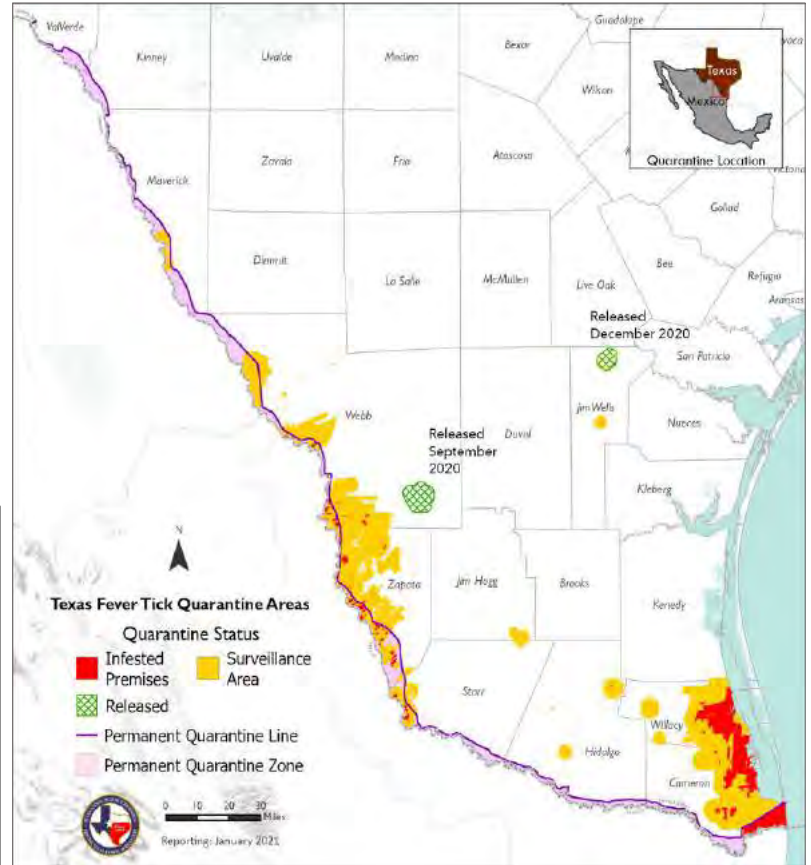 ValVerde
Kinney
Uvalde
Medina
Bexar
Guadalupe
Wilson
Texas
Mexico
Quarantine Location
Maverick
Zavala
Frio
Atascosa
Goliad
Dimmit
La Salle
McMullen
Live Oak
Bee
Refugio
Aransas
Released
December 2020
San Patricio
Webb
Duval
Jim Wells
Nueces
Released
September
2020
Kleberg
N
Zapata
Jim Hogg
Brooks
Kenedy
Texas Fever Tick Quarantine Areas
Quarantine Status
Infested
Premises
Surveillance
Area
Released
Permanent Quarantine Line
Permanent Quarantine Zone
Starr
Hidalgo
Willacy
Cameron
0 10 20 30
Miles
Reporting: January 2021